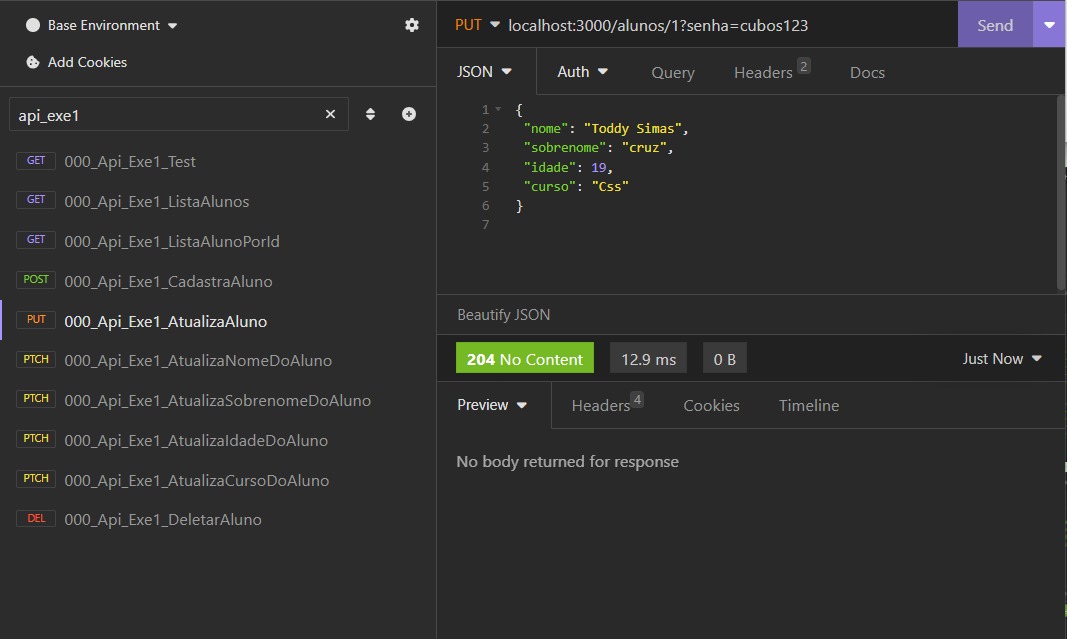 Base Environment
Add Cookies
api_exe1
GET 000_Api_Exe1_Test
GET 000_Api_Exe1_ListaAlunos
GET 000_Api_Exe1_ListaAlunoPorId
POST 000_Api_Exe1_CadastraAluno
PUT 000_Api_Exe1_AtualizaAluno
PTCH 000_Api_Exe1_AtualizaNomeDoAluno
PTCH 000_Api_Exe1_AtualizaSobrenomeDoAluno
PTCH 000_Api_Exe1_AtualizaIdadeDoAluno
PTCH 000_Api_Exe1_AtualizaCursoDoAluno
DEL 000_Api_Exe1_DeletarAluno
PUT localhost:3000/alunos/1?senha=cubos123 Send
JSON Auth Query Headers 2 Docs
1 {
2 "nome": "Toddy Simas",
3 "sobrenome": "cruz",
4 "idade": 19,
5 "curso": "Css"
6 }
7
Beautify JSON
204 No Content 12.9 ms 0 B Just Now
Preview Headers 4 Cookies Timeline
No body returned for response